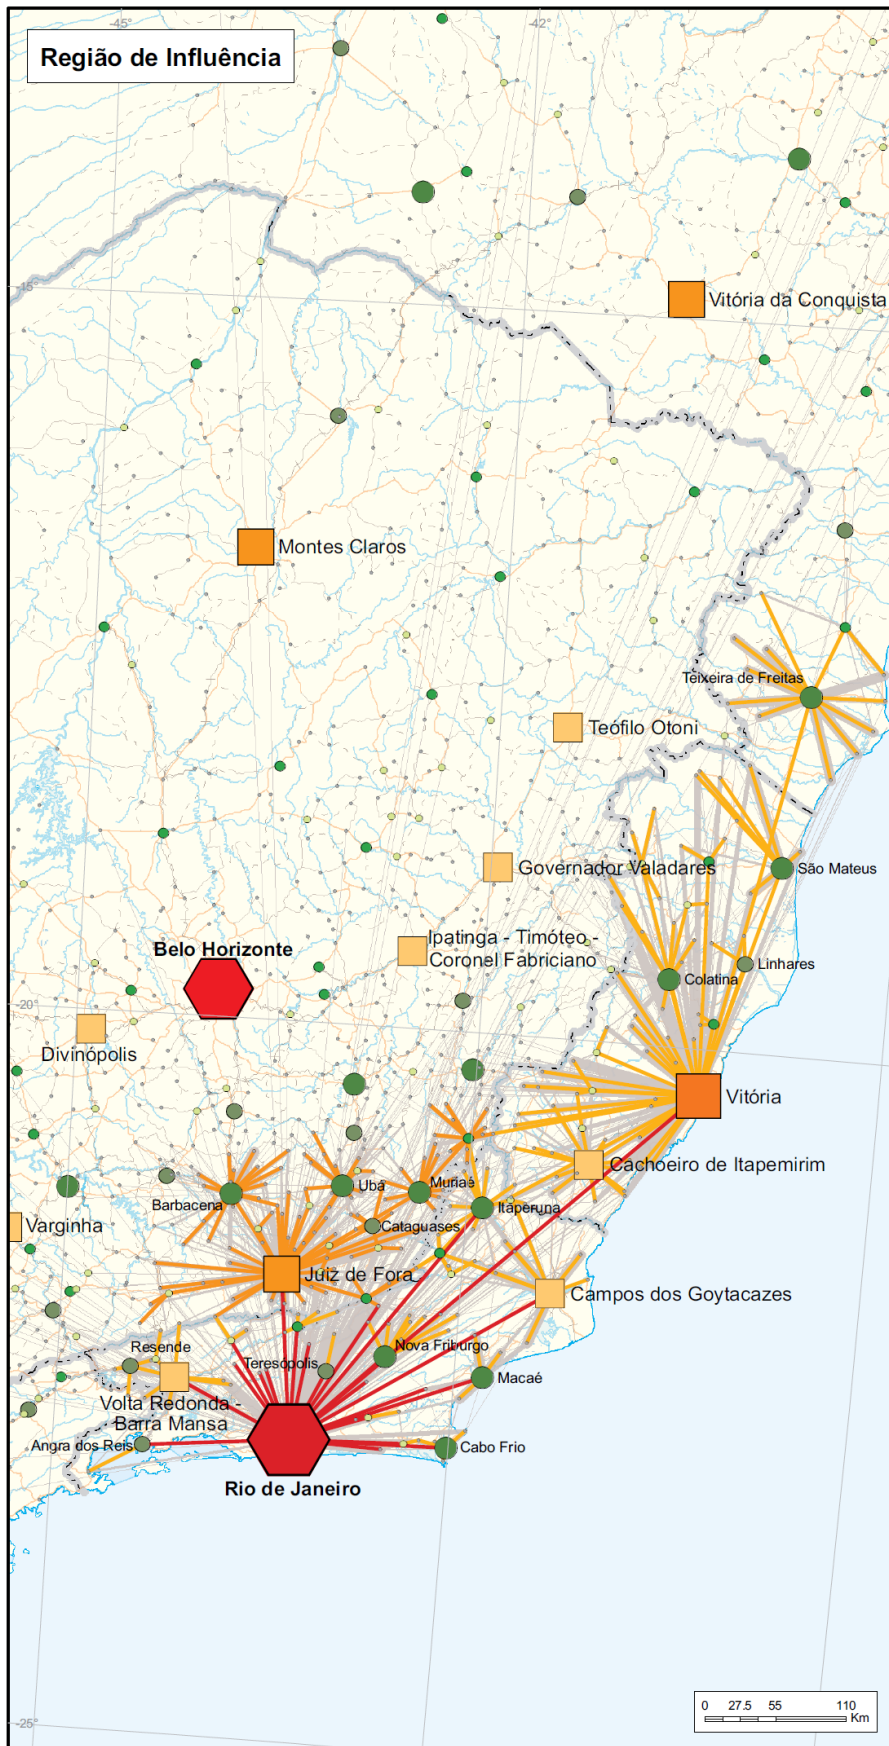 -45°
-42
Região de Influência
-15°
Vitória da Conquista
Montes Claros
Teixeira de Freitas
Teófilo Otoni
Governador Valadares
São Mateus
Ipatinga - Timóteo -
Coronel Fabriciano
Belo Horizonte
Linhares
Colatina
-20°
Divinópolis
Vitória
Cachoeiro de Itapemirim
Ubá
Muriaé
Barbacena
Itaperuna
Varginha
Cataguases
Juiz de Fora
Campos dos Goytacazes
Resende
Nova Friburgo
Teresópolis
Macaé
Volta Redonda -
Barra Mansa
Angra dos Reis
Cabo Frio
Rio de Janeiro
0 27.5 55 110
Km
-25°